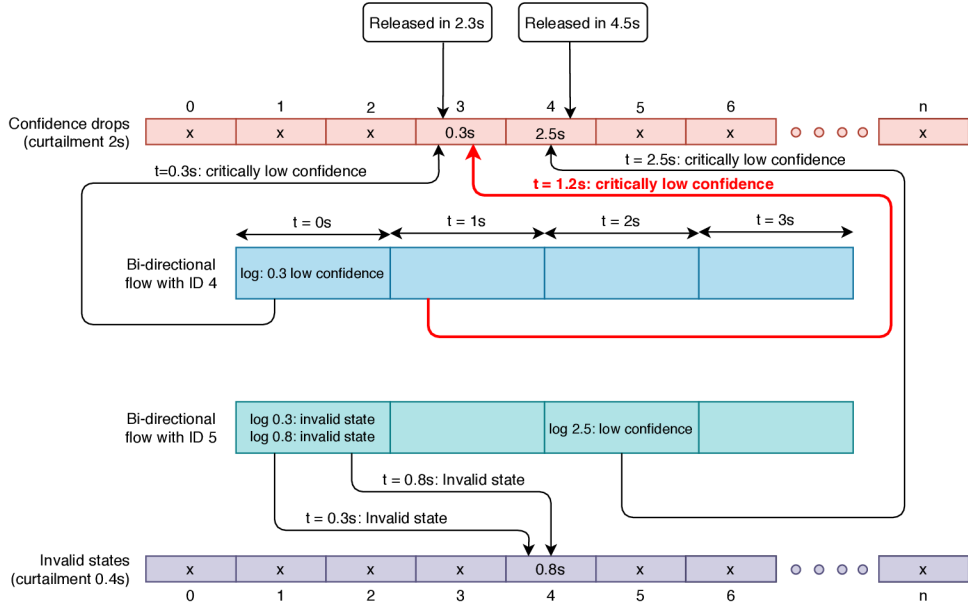 Released in 2.3s
Released in 4.5s
0 1 2 3 4 5 6 n
Confidence drops
(curtailment 2s)
x x x 0.3s 2.5s x x x
t=0.3s: critically low confidence
t = 2.5s: critically low confidence
t = 1.2s: critically low confidence
t = 0s t = 1s t = 2s t = 3s
Bi-directional
flow with ID 4
log: 0.3 low confidence
Bi-directional
flow with ID 5
log 0.3: invalid state
log 0.8: invalid state
log 2.5: low confidence
t = 0.8s: Invalid state
t = 0.3s: Invalid state
Invalid states
(curtailment 0.4s)
x x x x 0.8s x x x
0 1 2 3 4 5 6 n